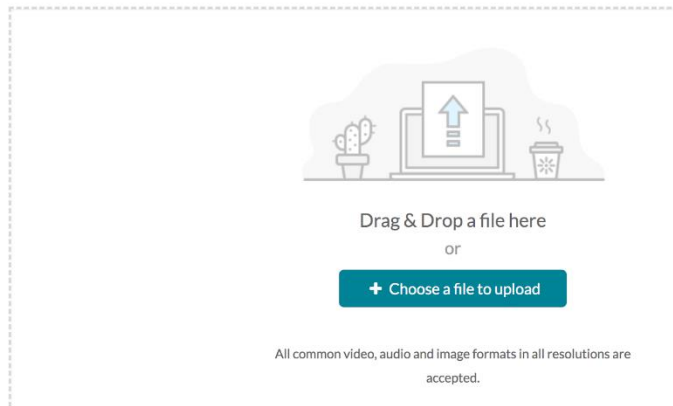 Drag & Drop a file here
or
+ Choose a file to upload
All common video, audio and image formats in all resolutions are
accepted.